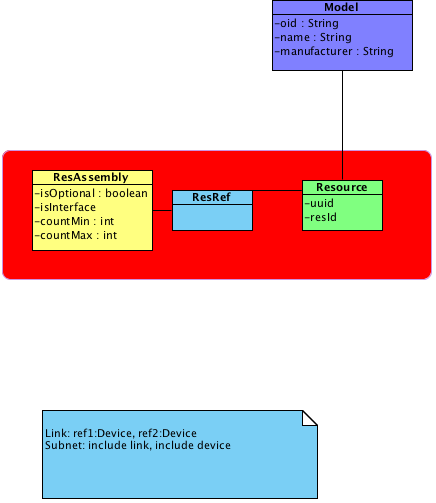 Model
-oid : String
-name : String
-manufacturer : String
ResAssembly
-isOptional : boolean
-isInterface
-countMin : int
-countMax : int
ResRef
Resource
-uuid
-resId
Link: ref1:Device, ref2:Device
Subnet: include link, include device